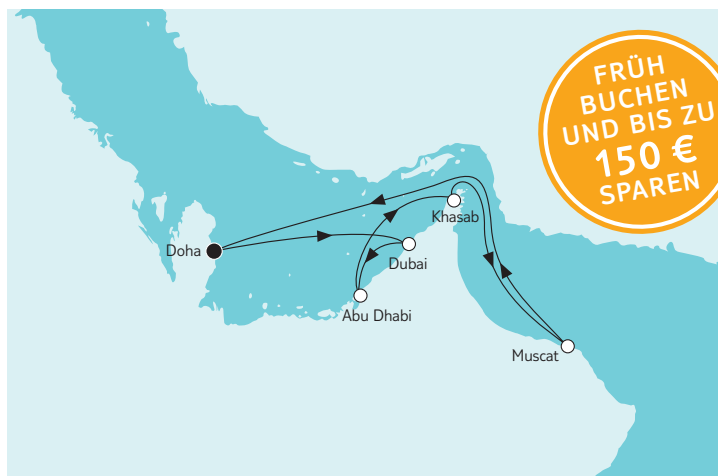 FRÜH
BUCHEN
UND BIS ZU
150 €
SPAREN
Khasab
Doha
Dubai
Abu Dhabi
Muscat